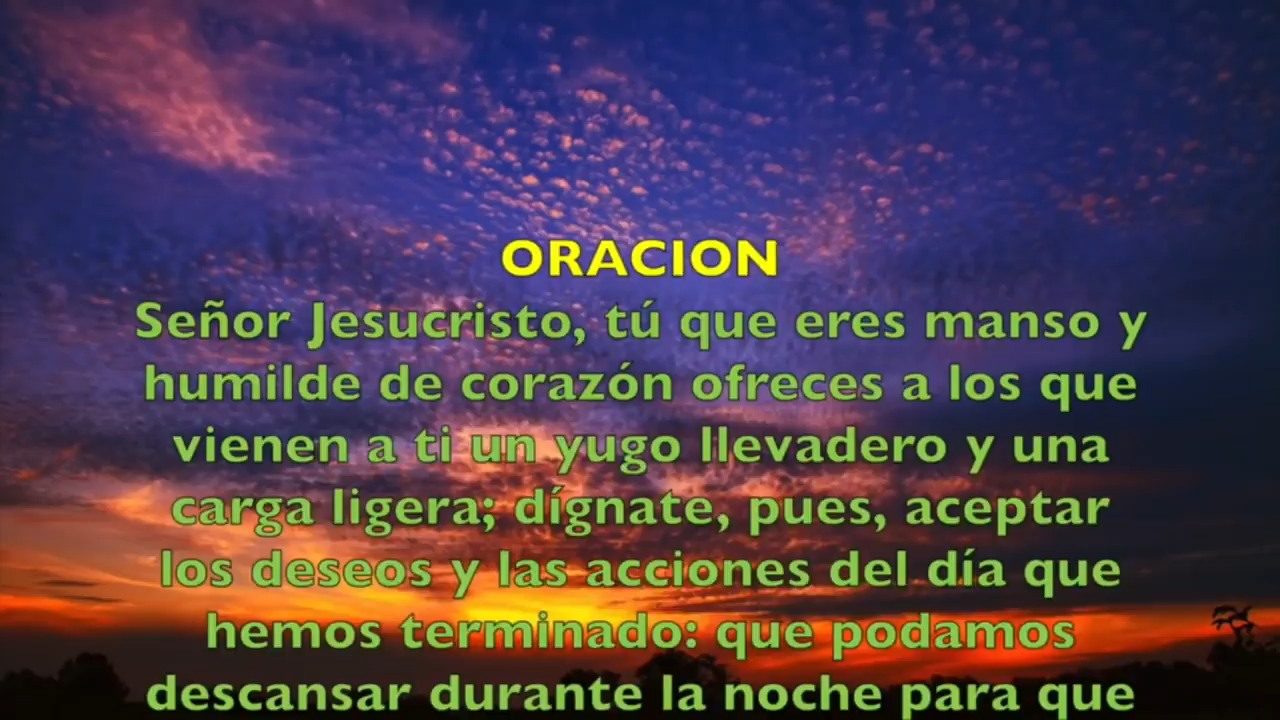 ORACION
Señor Jesucristo, tú que eres manso y
humilde de corazón ofreces a los que
vienen a ti un yugo llevadero y una
carga ligera; dígnate, pues, aceptar
los deseos y las acciones del día que
hemos terminado: que podamos
descansar durante la noche para que